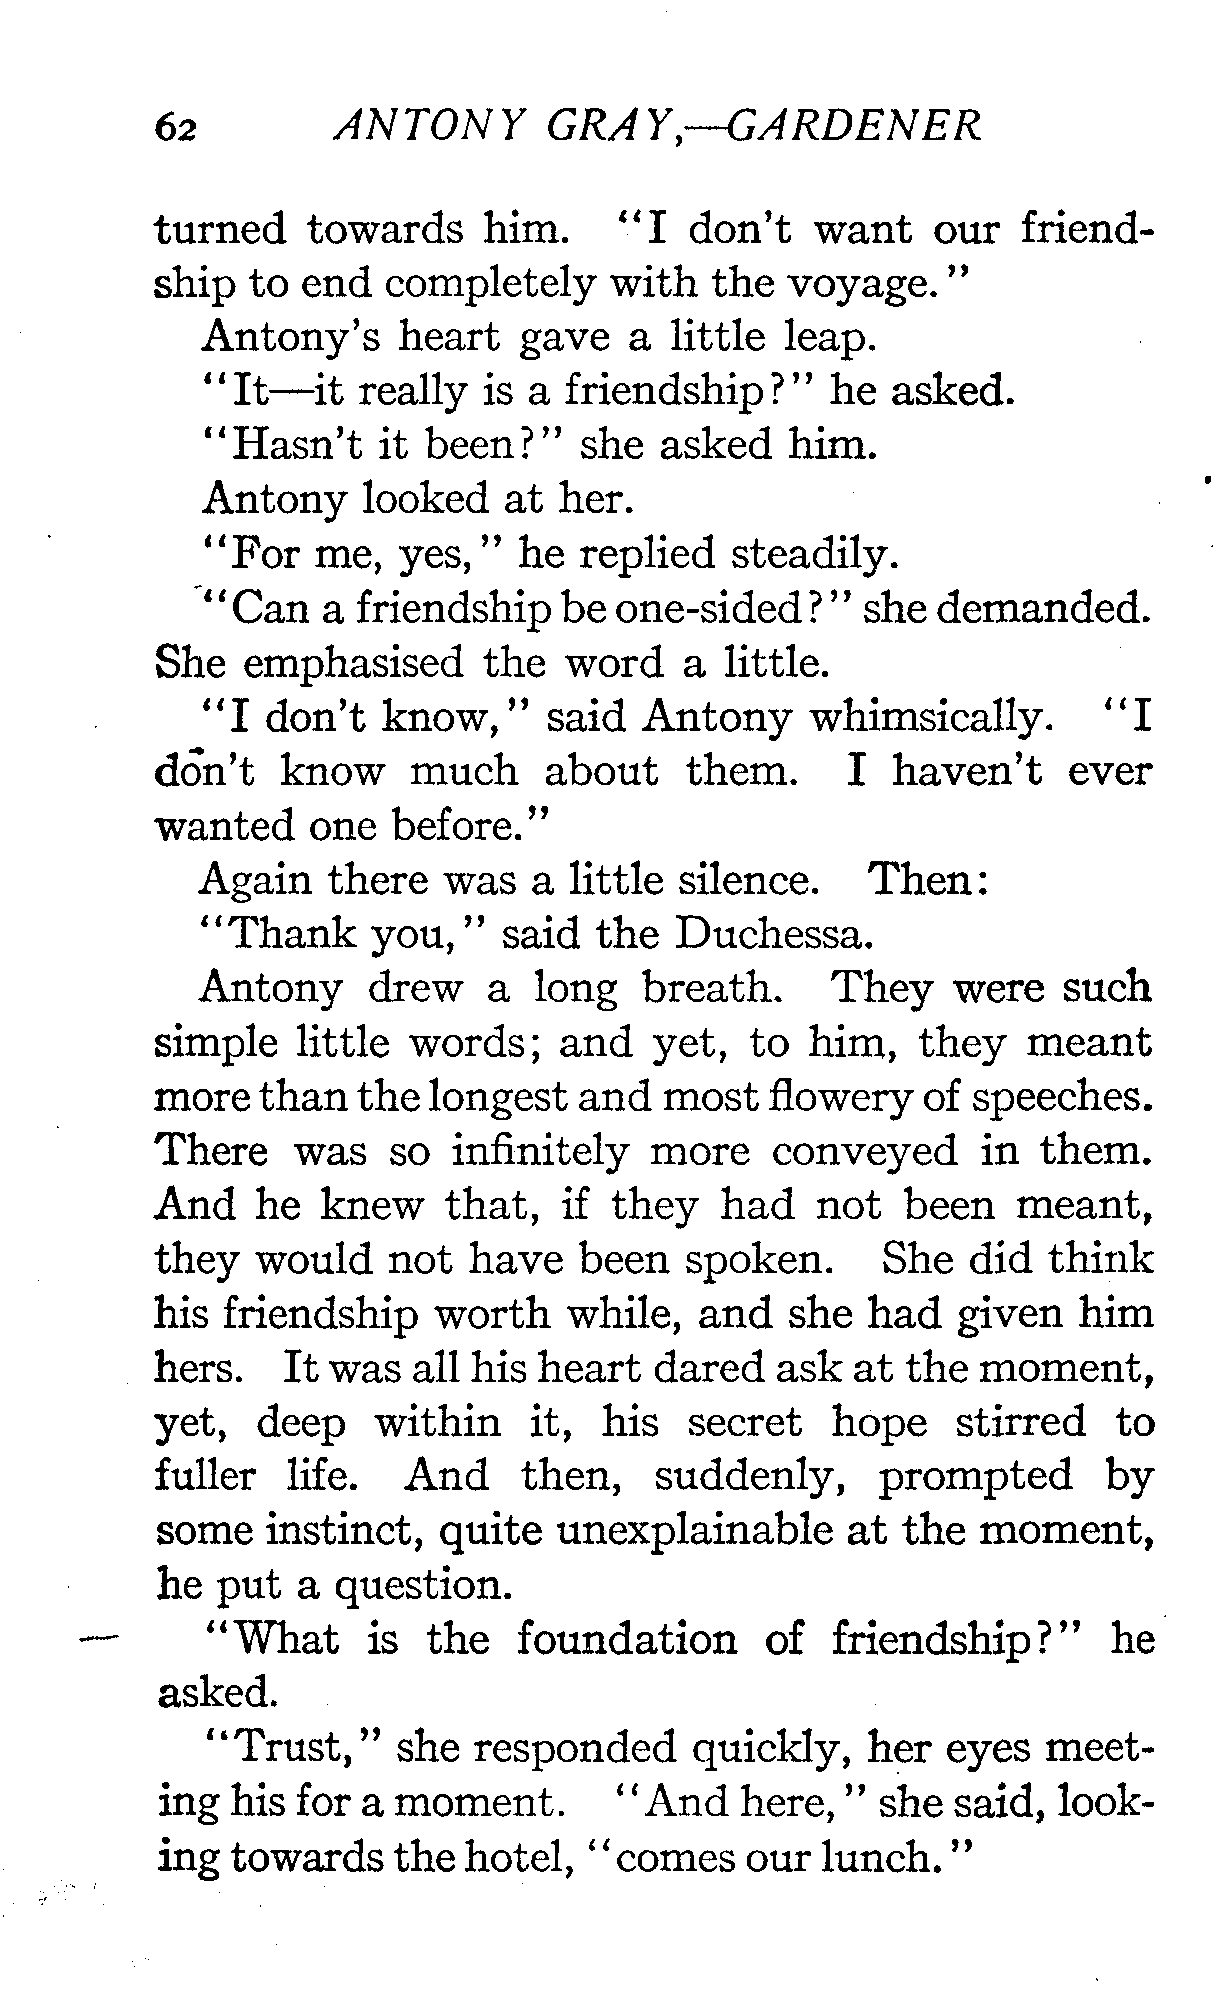 62 ANTONY GRAY,—GARDENER
turned towards him. "I don't want our friend-
ship to end completely with the voyage."
Antony's heart gave a little leap.
"It—it really is a friendship?" he asked.
"Hasn't it been?" she asked him.
Antony looked at her.
"For me, yes," he replied steadily.
"Can a friendship be one-sided?" she demanded.
She emphasised the word a little.
"I don't know," said Antony whimsically. "I
don't know much about them. I haven't ever
wanted one before."
Again there was a little silence. Then:
"Thank you," said the Duchessa.
Antony drew a long breath. They were such
simple little words; and yet, to him, they meant
more than the longest and most flowery of speeches.
There was so infinitely more conveyed in them.
And he knew that, if they had not been meant,
they would not have been spoken. She did think
his friendship worth while, and she had given him
hers. It was all his heart dared ask at the moment,
yet, deep within it, his secret hope stirred to
fuller life. And then, suddenly, prompted by
some instinct, quite unexplainable at the moment,
he put a question.
"What is the foundation of friendship?" he
asked.
"Trust," she responded quickly, her eyes meet-
ing his for a moment. "And here," she said, look-
ing towards the hotel, "comes our lunch."